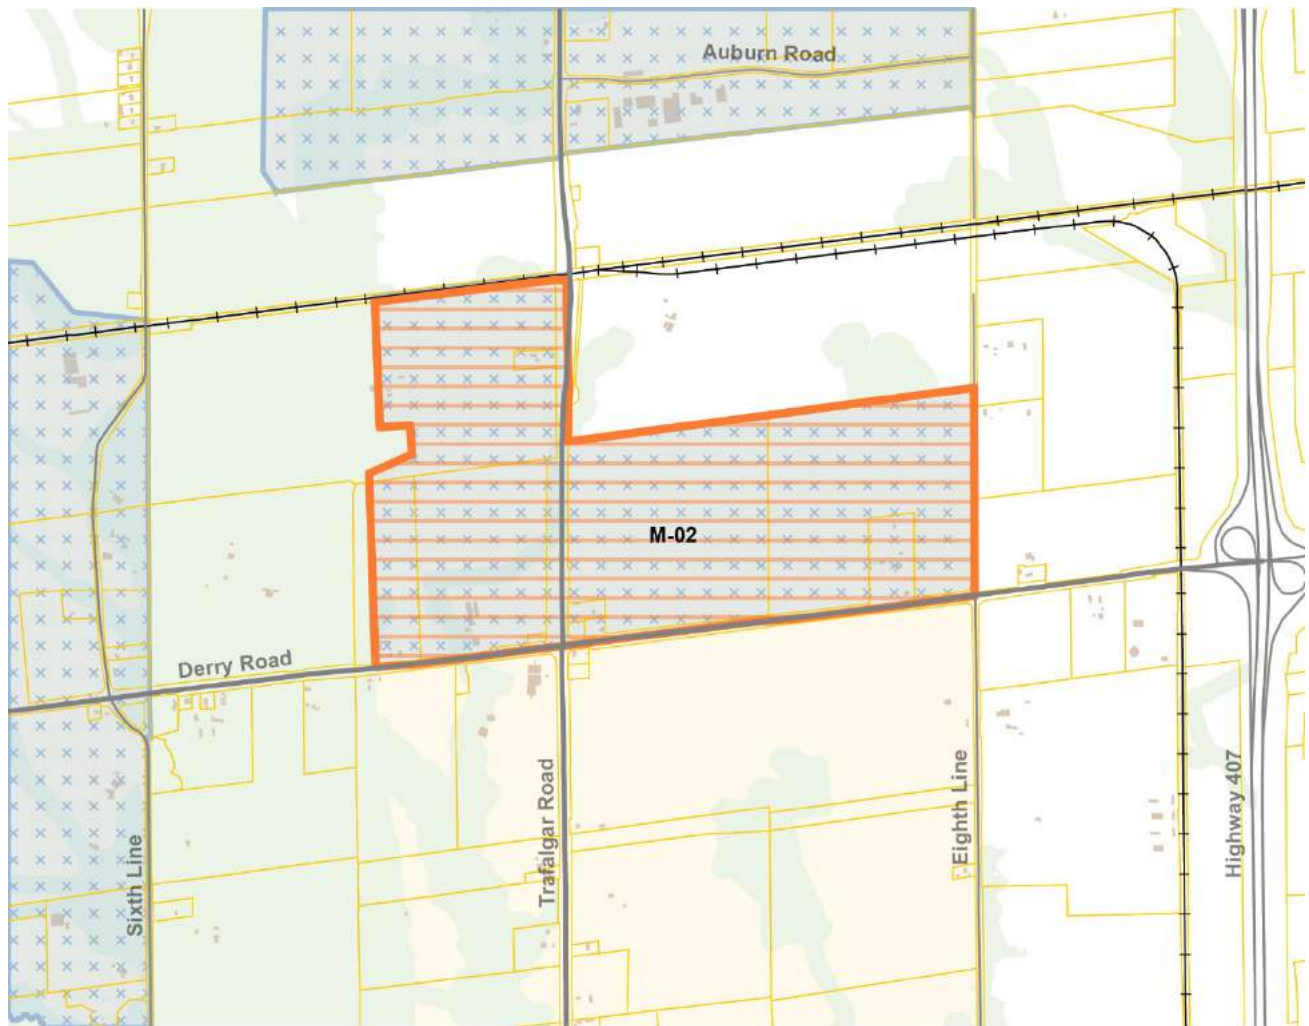 Auburn Road
M-02
Derry Road
Sixth Line
Trafalgar Road
Eighth Line
Highway 407